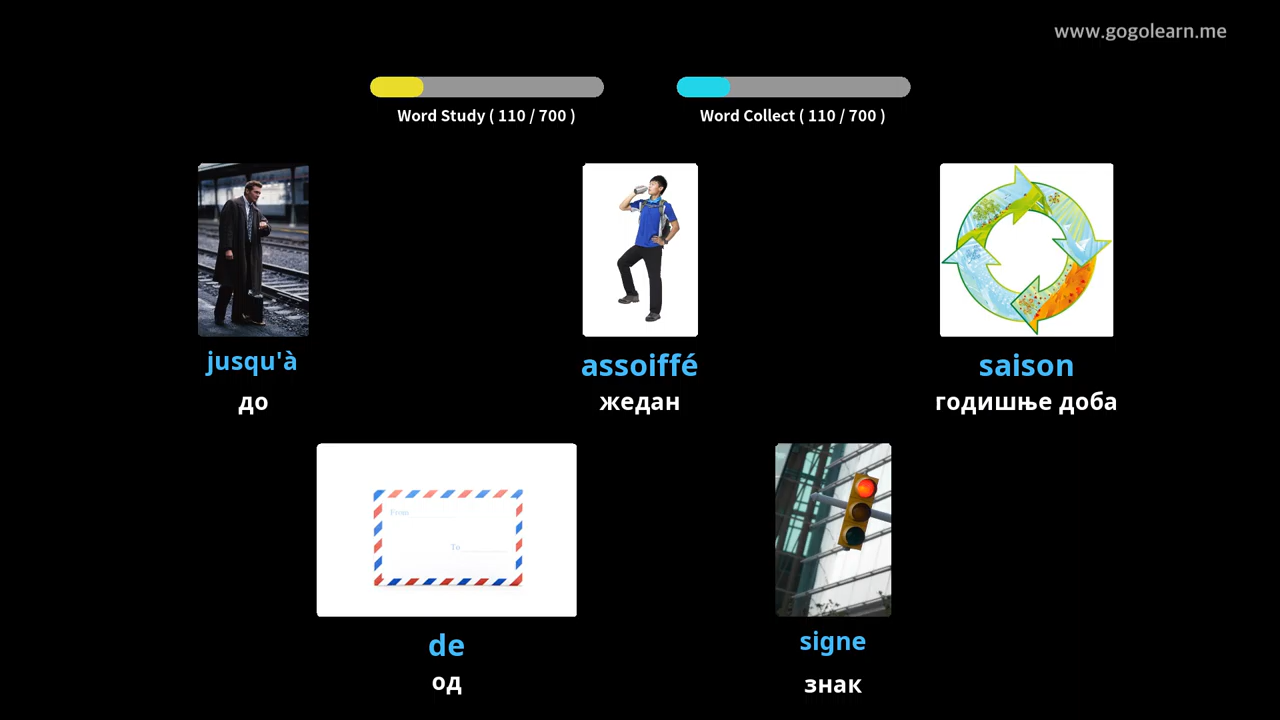 www.gogolearn.me
Word Study ( 110 / 700 )
Word Collect ( 110 / 700 )
jusqu'à
assoiffé
saison
до
жедан
годишње доба
From
To
de
signe
од
знак